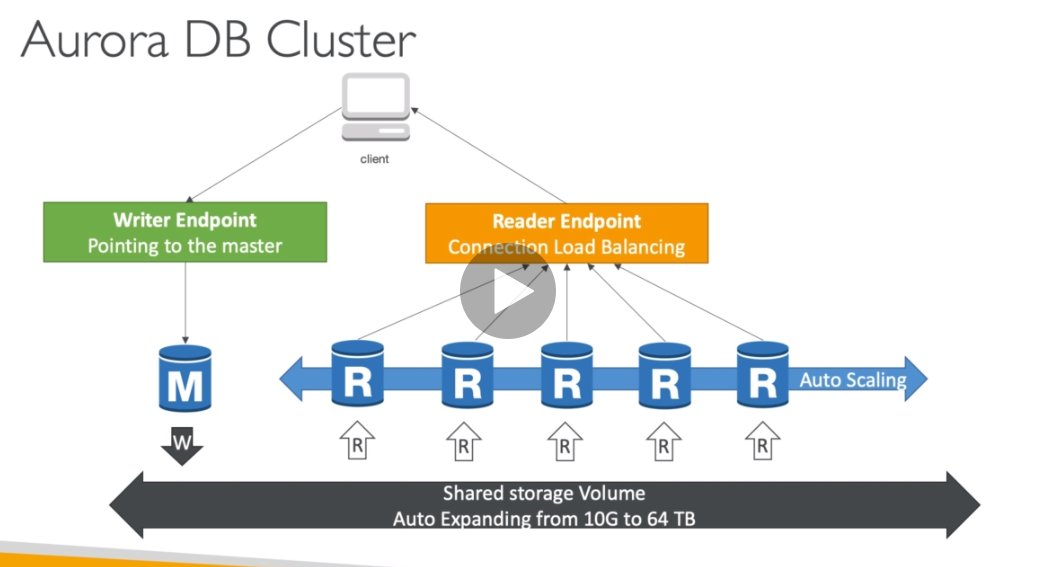 Aurora DB Cluster
client
Writer Endpoint
Pointing to the master
Reader Endpoint
Connection Load Balancing
M
R
R
R
R
R
Auto Scaling
W
R
R
R
R
R
Shared storage Volume
Auto Expanding from 10G to 64 TB